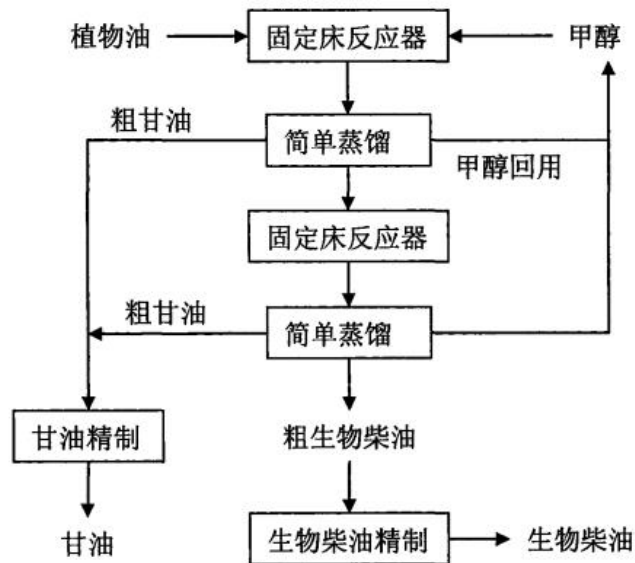 植物油
固定床反应器
甲醇
粗甘油
简单蒸馏
甲醇回用
固定床反应器
粗甘油
简单蒸馏
甘油精制
粗生物柴油
甘油
生物柴油精制
生物柴油